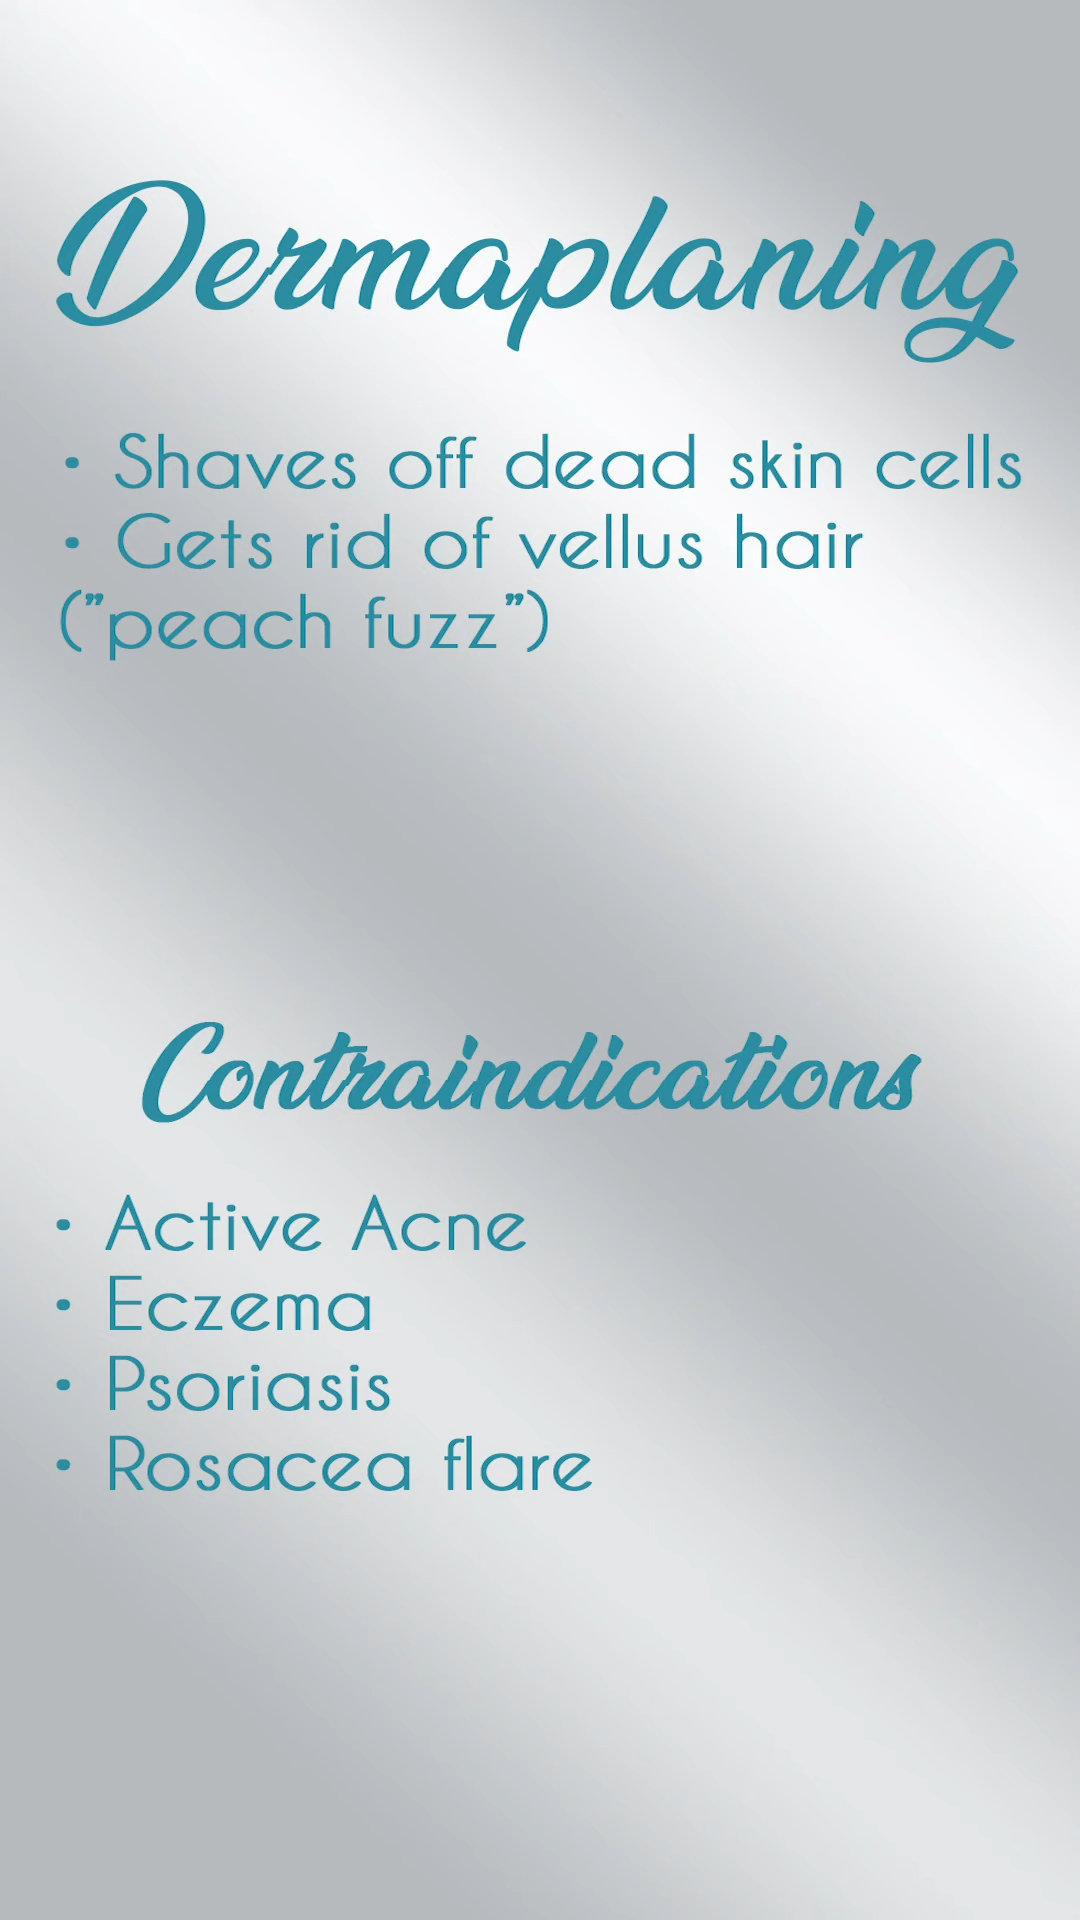 Dermaplaning
• Shaves off dead skin cells
• Gets rid of vellus hair
(”peach fuzz”)
Contraindications
• Active Acne
• Eczema
• Psoriasis
• Rosacea flare